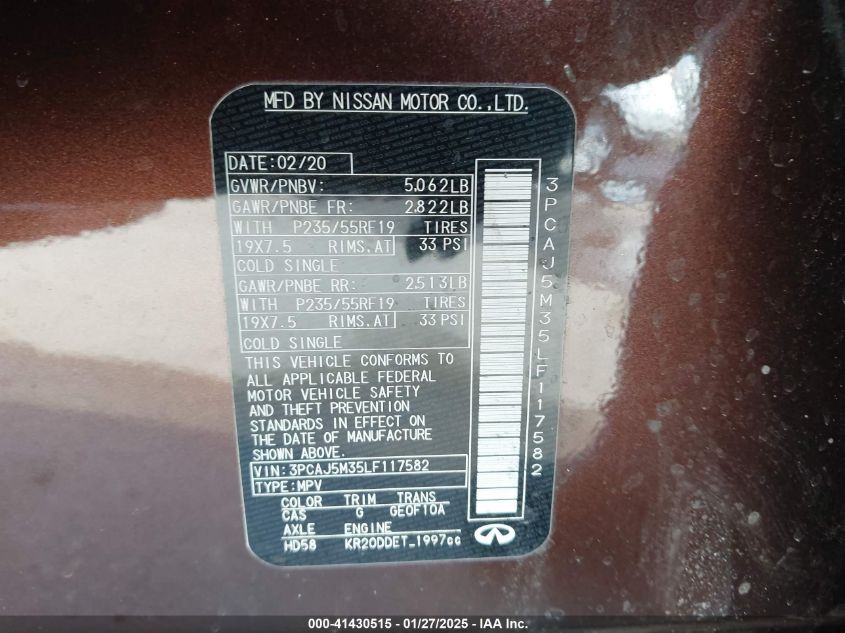 MFD BY NISSAN MOTOR CO.,LTD.
DATE:02/20
GVWR/PNBV: 5.062LB
GAWR/PNBE FR: 2.822LB
WITH P235/55RF19 TIRES
19X7.5 RIMS.AT 33 PSI
COLD SINGLE
GAWR/PNBE RR: 2.513LB
WITH P235/55RF19 TIRES
19X7.5 RIMS.AT 33 PSI
COLD SINGLE
THIS VEHICLE CONFORMS TO
ALL APPLICABLE FEDERAL
MOTOR VEHICLE SAFETY
AND THEFT PREVENTION
STANDARDS IN EFFECT ON
THE DATE OF MANUFACTURE
SHOWN ABOVE.
VIN:3PCAJ5M35LF117582
TYPE:MPV
COLOR TRIM TRANS
CAS G GE0F10A
AXLE ENGINE
HD58 KR20DDET_1997cc
3PCAJ5M35LF117582
000-41430515 - 01/27/2025 - IAA Inc.